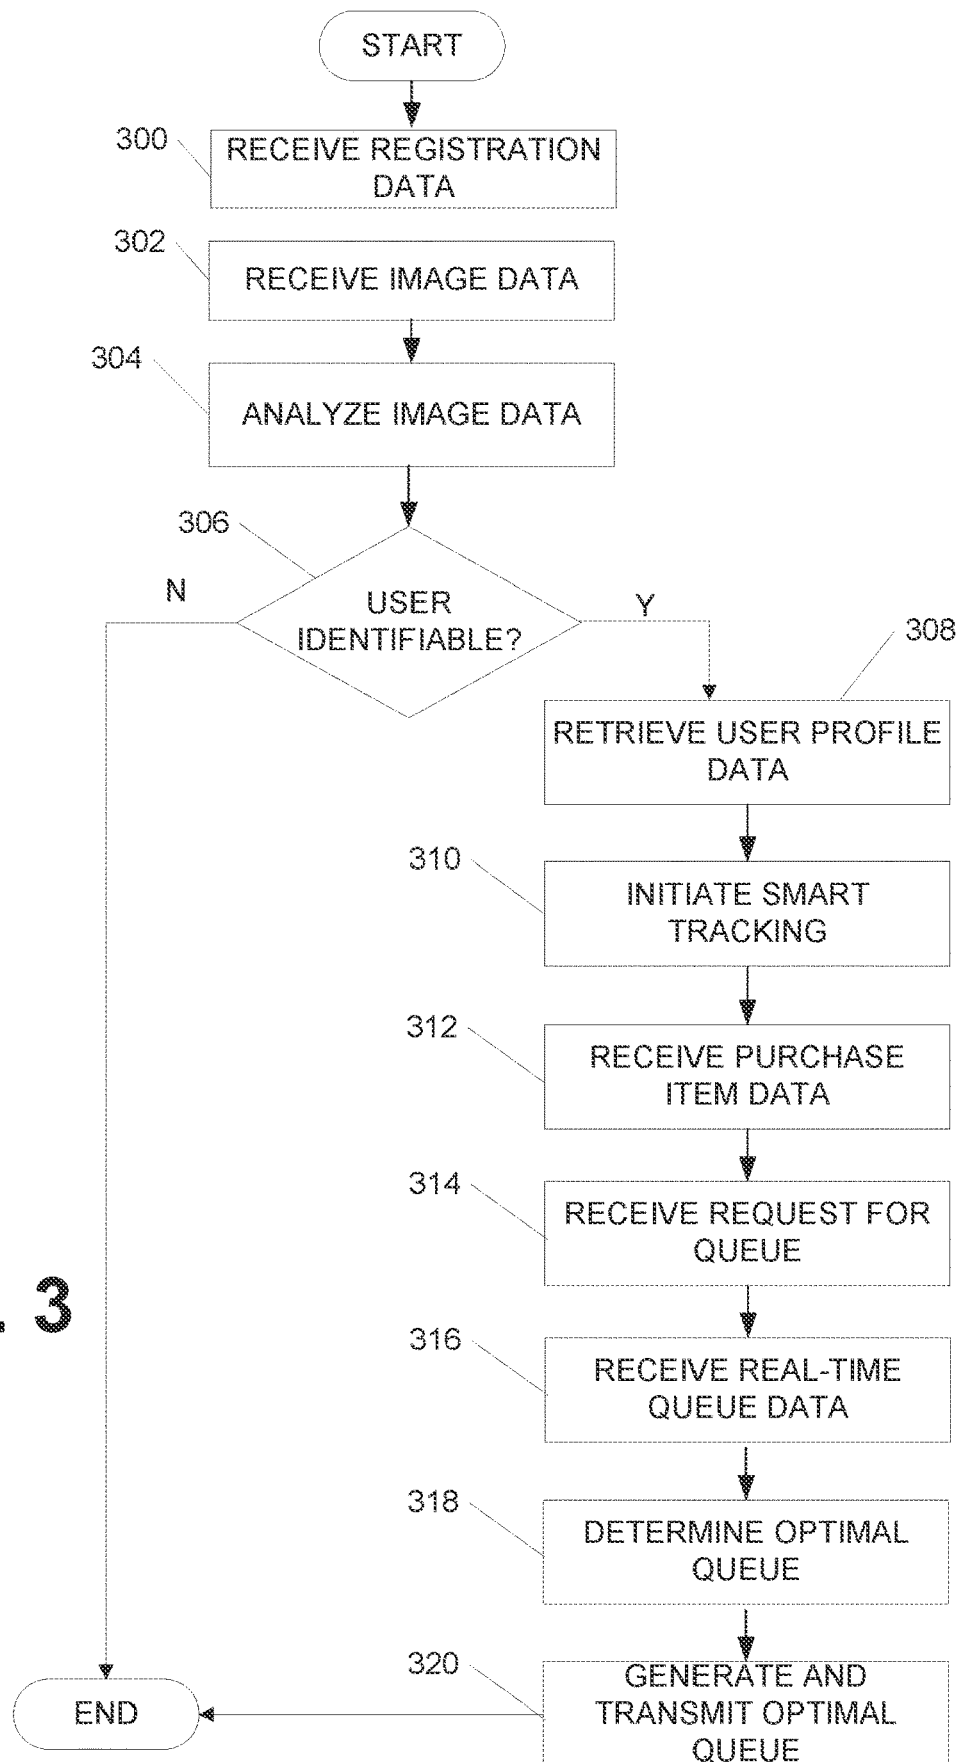 START
300
RECEIVE REGISTRATION
DATA
302
RECEIVE IMAGE DATA
304
ANALYZE IMAGE DATA
306
N
USER
IDENTIFIABLE?
Y
308
RETRIEVE USER PROFILE
DATA
310
INITIATE SMART
TRACKING
312
RECEIVE PURCHASE
ITEM DATA
314
RECEIVE REQUEST FOR
QUEUE
. 3
316
RECEIVE REAL-TIME
QUEUE DATA
318
DETERMINE OPTIMAL
QUEUE
320
GENERATE AND
TRANSMIT OPTIMAL
QUEUE
END